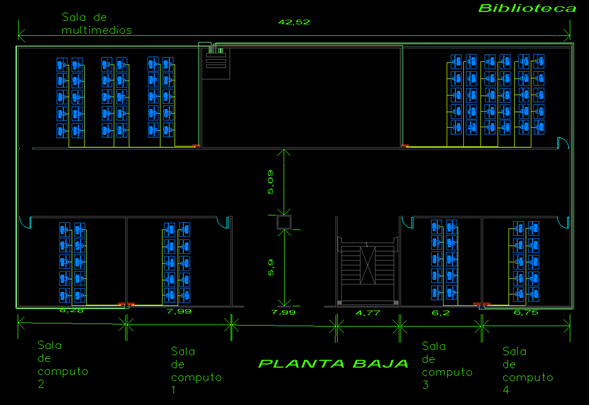 Biblioteca
Sala de
multimedios
42,52
5,09
5,9
6,28
7,99
7,99
4,77
6,2
6,75
PLANTA BAJA
Sala
de
computo
2
Sala
de
computo
1
Sala
de
computo
3
Sala
de
computo
4